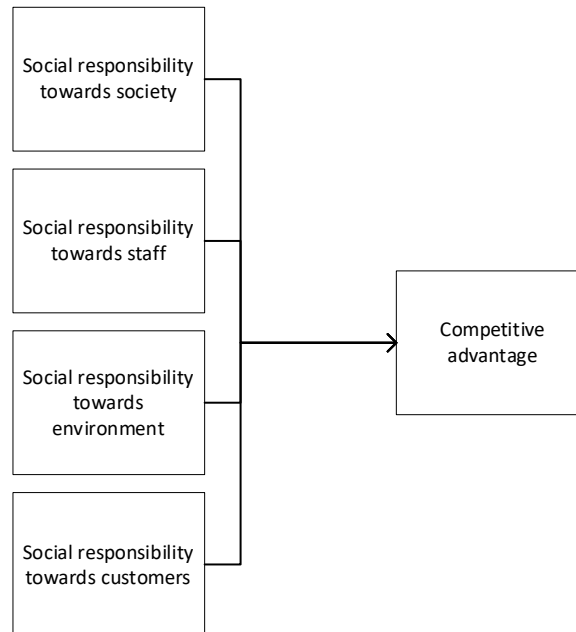 Social responsibility
towards society
Social responsibility
towards staff
Social responsibility
towards
environment
Social responsibility
towards customers
Competitive
advantage